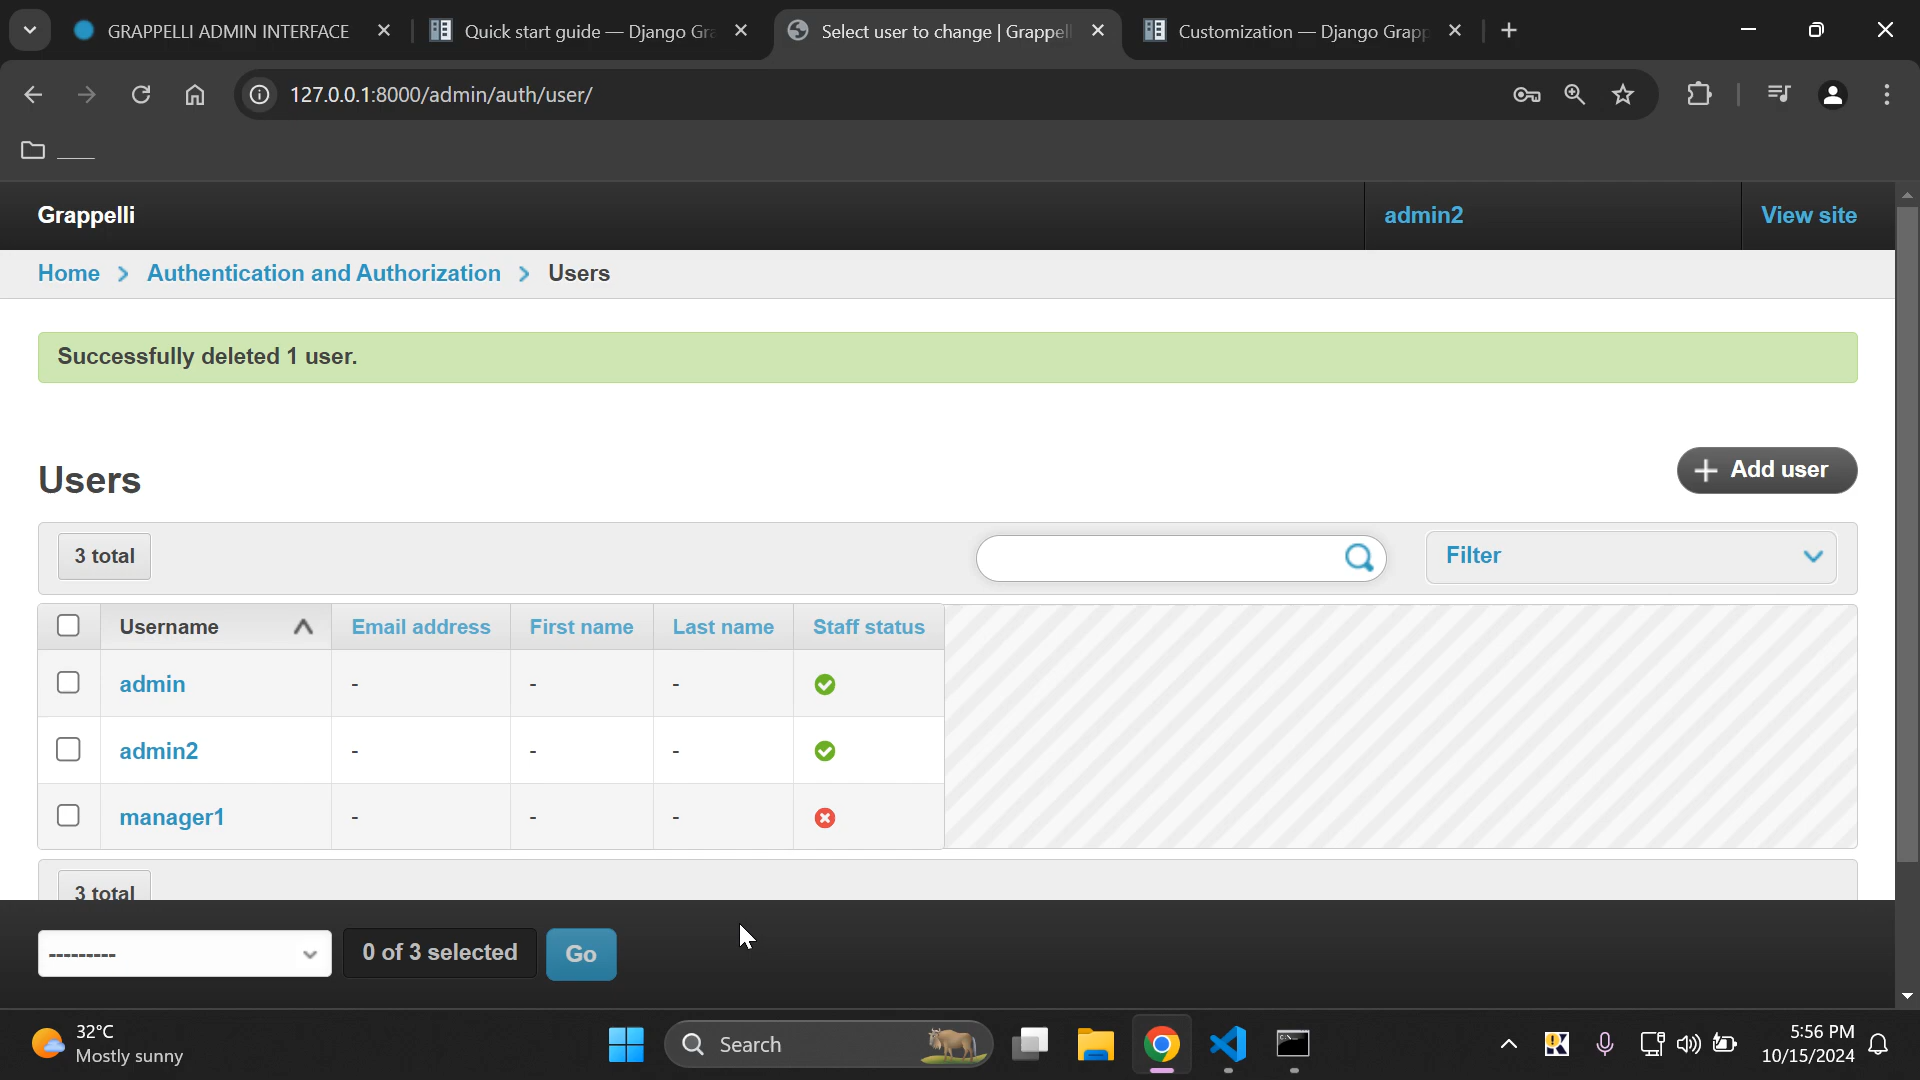 GRAPPELLI ADMIN INTERFACE
Quick start guide — Django Gra
Select user to change | Grappell
Customization — Django Grapp
127.0.0.1:8000/admin/auth/user/
____
Grappelli
admin2
View site
Home > Authentication and Authorization > Users
Successfully deleted 1 user.
Users
+ Add user
3 total
Filter
Username Email address First name Last name Staff status
admin - - -
admin2 - - -
manager1 - - -
3 total
---------
0 of 3 selected
Go
32°C
Mostly sunny
Search
5:56 PM
10/15/2024